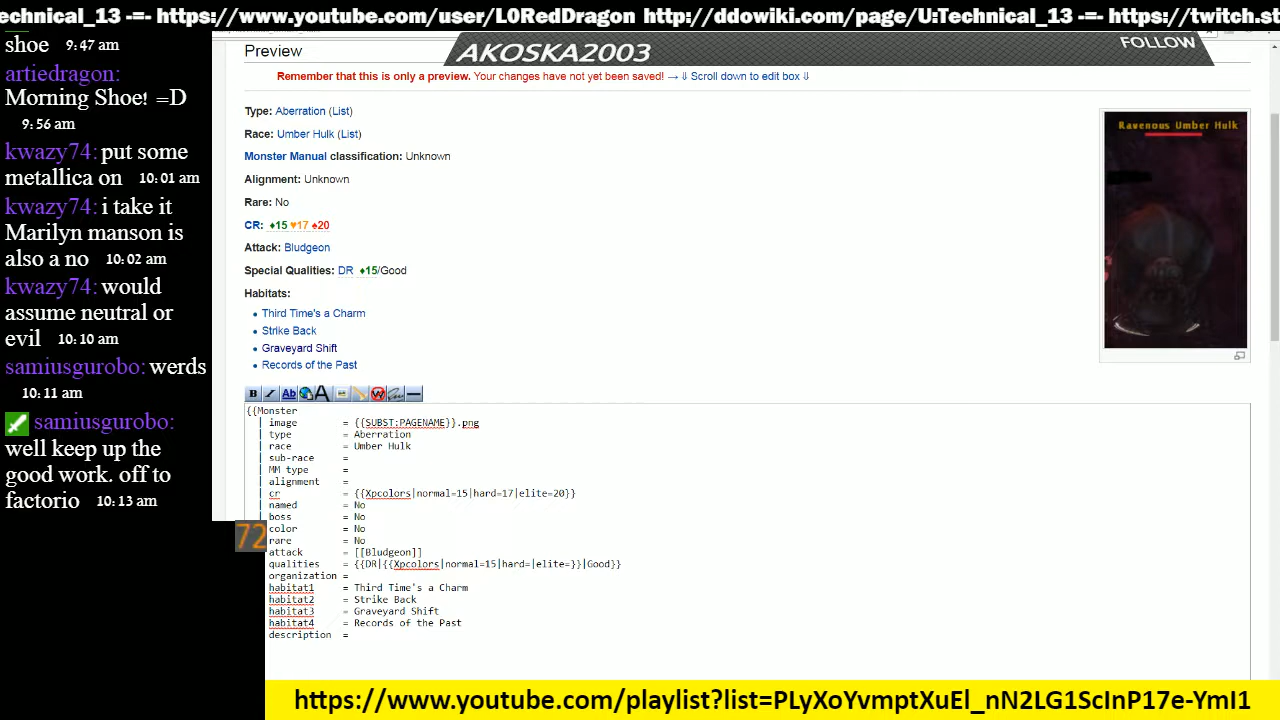 echnical_13 -=- https://www.youtube.com/user/L0RedDragon http://ddowiki.com/page/U:Technical_13 -=- https://twitch.st
shoe 9:47 am
artiedragon:
Morning Shoe! =D
9:56 am
kwazy74: put some
metallica on 10:01 am
kwazy74: i take it
Marilyn manson is
also a no 10:02 am
kwazy74: would
assume neutral or
evil 10:10 am
samiusgurobo: werds
10:11 am
samiusgurobo:
well keep up the
good work. off to
factorio 10:13 am
Preview
AKOSKA2003
FOLLOW
Remember that this is only a preview. Your changes have not yet been saved! → ⇓ Scroll down to edit box ⇓
Type: Aberration (List)
Race: Umber Hulk (List)
Monster Manual classification: Unknown
Alignment: Unknown
Rare: No
CR: ♦15 ♥17 ♠20
Attack: Bludgeon
Special Qualities: DR ♦15/Good
Habitats:
• Third Time's a Charm
• Strike Back
• Graveyard Shift
• Records of the Past
Ravenous Umber Hulk
B I Ab A W
{{Monster
| image = {{SUBST:PAGENAME}}.png
| type = Aberration
| race = Umber Hulk
| sub-race =
| MM type =
| alignment =
| cr = {{Xpcolors|normal=15|hard=17|elite=20}}
| named = No
| boss = No
color = No
rare = No
attack = [[Bludgeon]]
qualities = {{DR|{{Xpcolors|normal=15|hard=|elite=}}|Good}}
organization =
habitat1 = Third Time's a Charm
habitat2 = Strike Back
habitat3 = Graveyard Shift
habitat4 = Records of the Past
description =
72
https://www.youtube.com/playlist?list=PLyXoYvmptXuEl_nN2LG1ScInP17e-YmI1